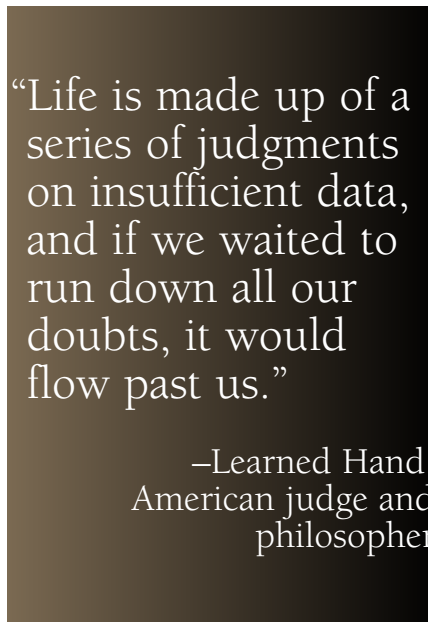 “Life is made up of a
series of judgments
on insufficient data,
and if we waited to
run down all our
doubts, it would
flow past us.”
–Learned Hand
American judge and
philosopher